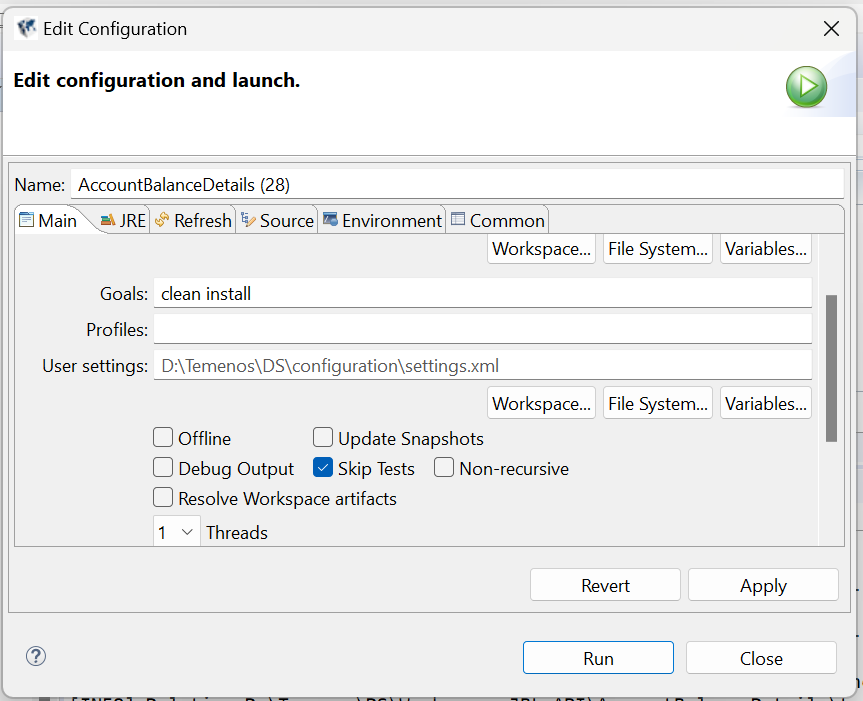 Edit Configuration
Edit configuration and launch.
Name: AccountBalanceDetails (28)
Main JRE Refresh Source Environment Common
Workspace... File System... Variables...
Goals: clean install
Profiles:
User settings: D:\Temenos\DS\configuration\settings.xml
Workspace... File System... Variables...
Offline Update Snapshots
Debug Output Skip Tests Non-recursive
Resolve Workspace artifacts
1 Threads
Revert Apply
? Run Close